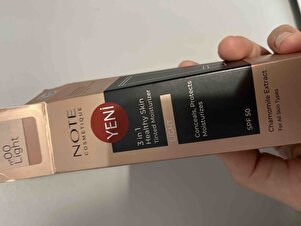 m00
Light
NOTE
COSMETIQUE
YENİ
3 in 1
Healthy Skin
Tinted Moisturizer
Conceals, Protects
Moisturizes
SPF 50
Chamomile Extract
For All Skin Types